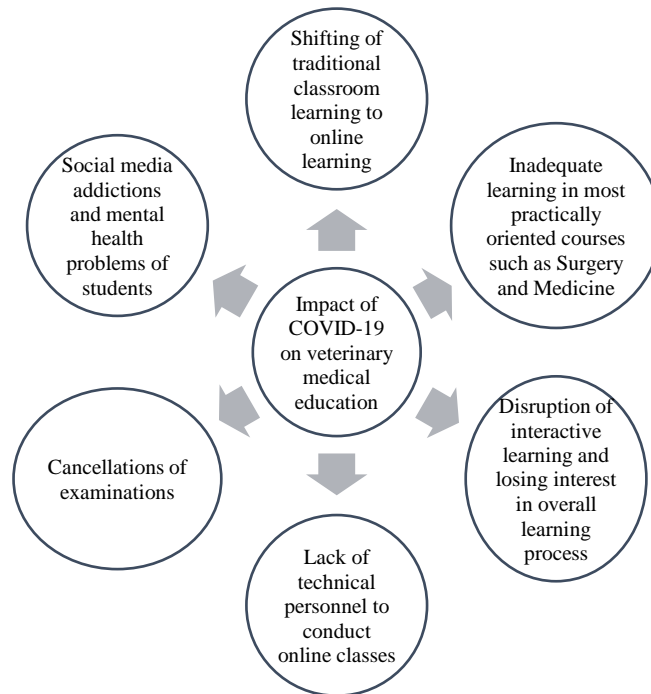 Shifting of
traditional
classroom
learning to
online
learning
Inadequate
learning in most
practically
oriented courses
such as Surgery
and Medicine
Disruption of
interactive
learning and
losing interest
in overall
learning
process
Lack of
technical
personnel to
conduct
online classes
Cancellations of
examinations
Social media
addictions
and mental
health
problems of
students
Impact of
COVID-19
on veterinary
medical
education